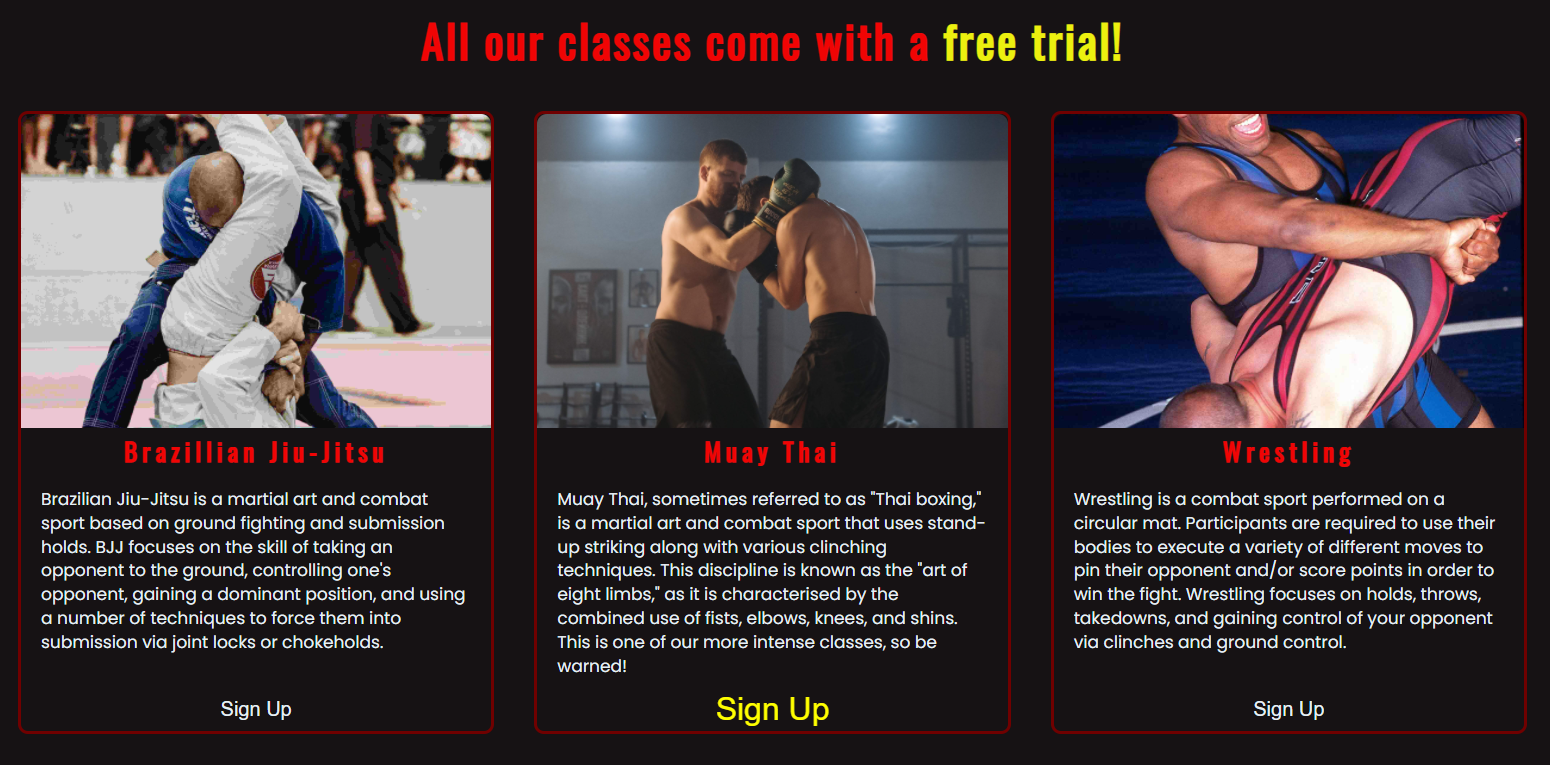 All our classes come with a free trial!
Brazillian Jiu-Jitsu
Brazilian Jiu-Jitsu is a martial art and combat
sport based on ground fighting and submission
holds. BJJ focuses on the skill of taking an
opponent to the ground, controlling one's
opponent, gaining a dominant position, and using
a number of techniques to force them into
submission via joint locks or chokeholds.
Sign Up
Muay Thai
Muay Thai, sometimes referred to as "Thai boxing,"
is a martial art and combat sport that uses stand-
up striking along with various clinching
techniques. This discipline is known as the "art of
eight limbs," as it is characterised by the
combined use of fists, elbows, knees, and shins.
This is one of our more intense classes, so be
warned!
Sign Up
Wrestling
Wrestling is a combat sport performed on a
circular mat. Participants are required to use their
bodies to execute a variety of different moves to
pin their opponent and/or score points in order to
win the fight. Wrestling focuses on holds, throws,
takedowns, and gaining control of your opponent
via clinches and ground control.
Sign Up